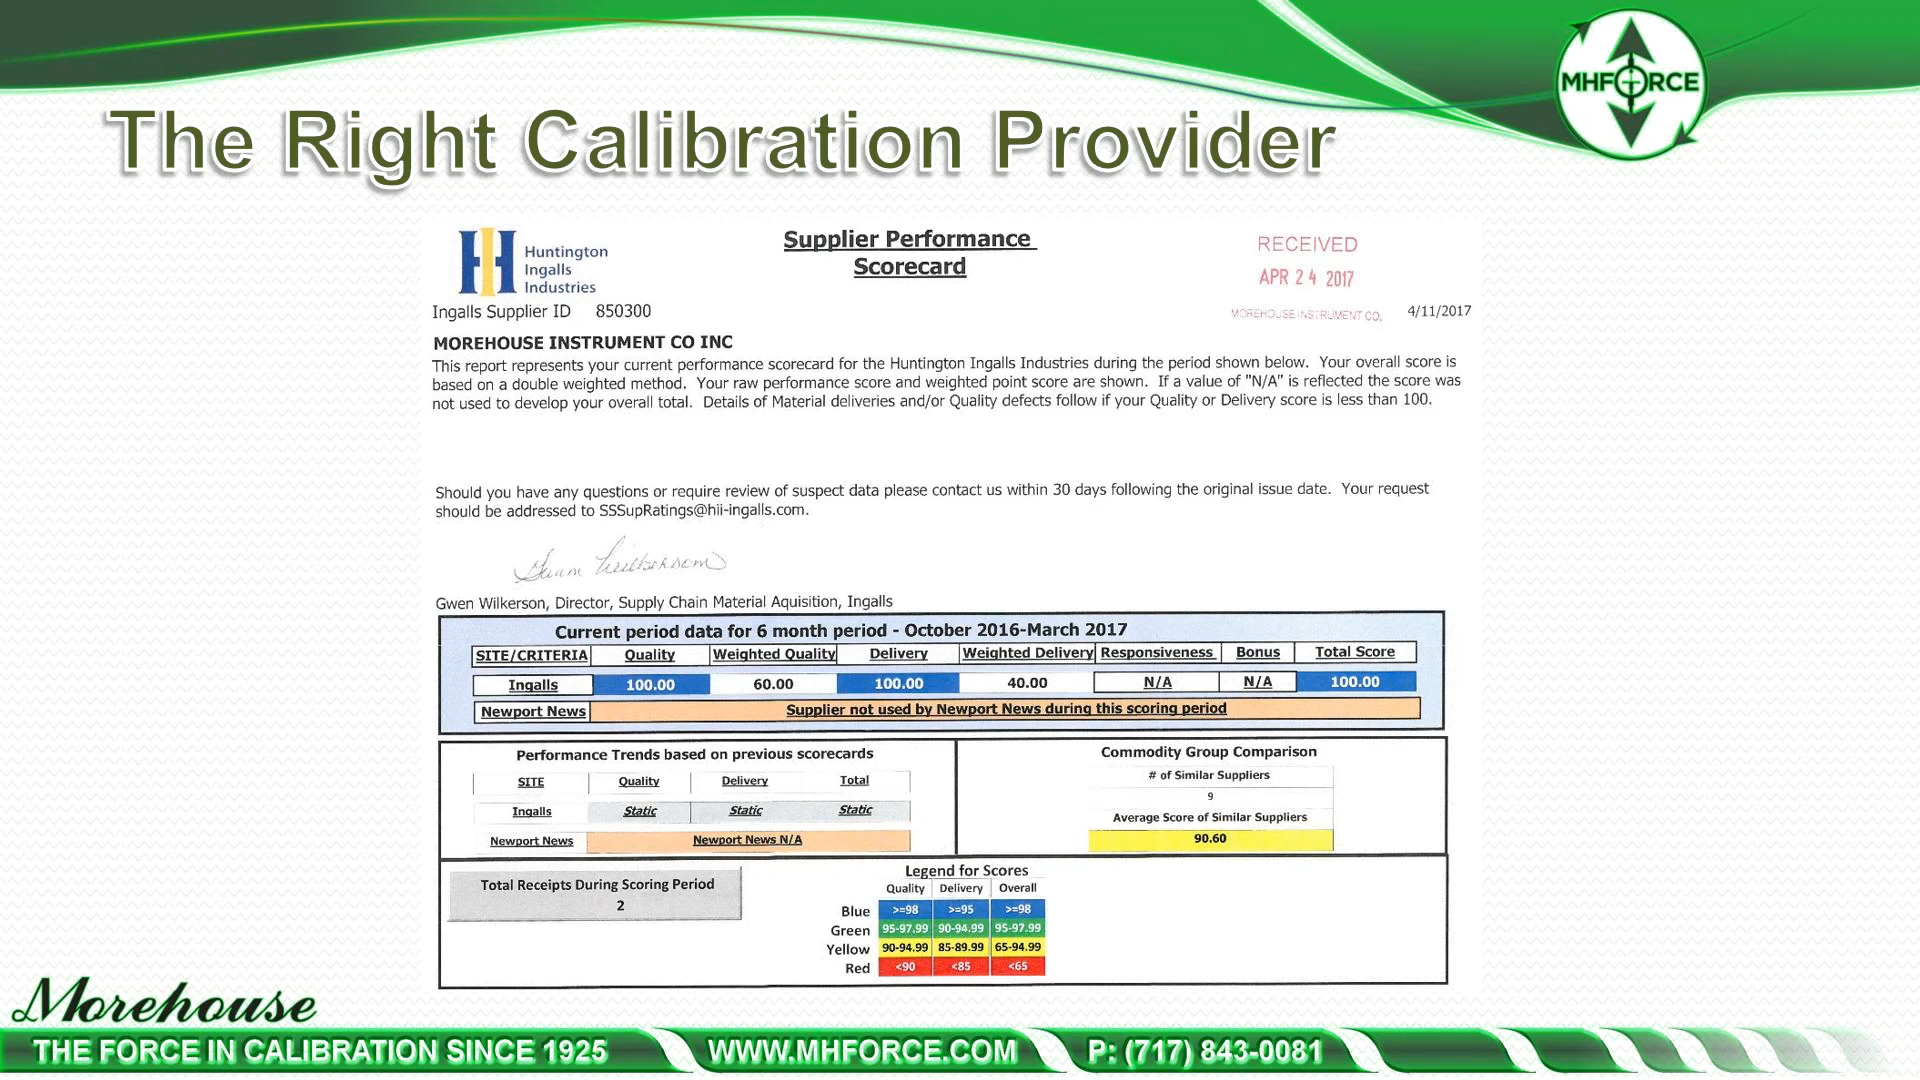 MHFORCE
The Right Calibration Provider
Huntington
Ingalls
Industries
Supplier Performance
Scorecard
RECEIVED
APR 24 2017
MOREHOUSE INSTRUMENT CO.
4/11/2017
Ingalls Supplier ID 850300
MOREHOUSE INSTRUMENT CO INC
This report represents your current performance scorecard for the Huntington Ingalls Industries during the period shown below. Your overall score is
based on a double weighted method. Your raw performance score and weighted point score are shown. If a value of "N/A" is reflected the score was
not used to develop your overall total. Details of Material deliveries and/or Quality defects follow if your Quality or Delivery score is less than 100.
Should you have any questions or require review of suspect data please contact us within 30 days following the original issue date. Your request
should be addressed to SSSupRatings@hii-ingalls.com.
Gwen Wilkerson, Director, Supply Chain Material Aquisition, Ingalls
Current period data for 6 month period - October 2016-March 2017
SITE/CRITERIA Quality Weighted Quality Delivery Weighted Delivery Responsiveness Bonus Total Score
Ingalls 100.00 60.00 100.00 40.00 N/A N/A 100.00
Newport News Supplier not used by Newport News during this scoring period
Performance Trends based on previous scorecards
SITE Quality Delivery Total
Ingalls Static Static Static
Newport News Newport News N/A
Commodity Group Comparison
# of Similar Suppliers
9
Average Score of Similar Suppliers
90.60
Total Receipts During Scoring Period
2
Legend for Scores
Quality Delivery Overall
Blue >=98 >=95 >=98
Green 95-97.99 90-94.99 95-97.99
Yellow 90-94.99 85-89.99 65-94.99
Red <90 <85 <65
Morehouse
THE FORCE IN CALIBRATION SINCE 1925 WWW.MHFORCE.COM P: (717) 843-0081